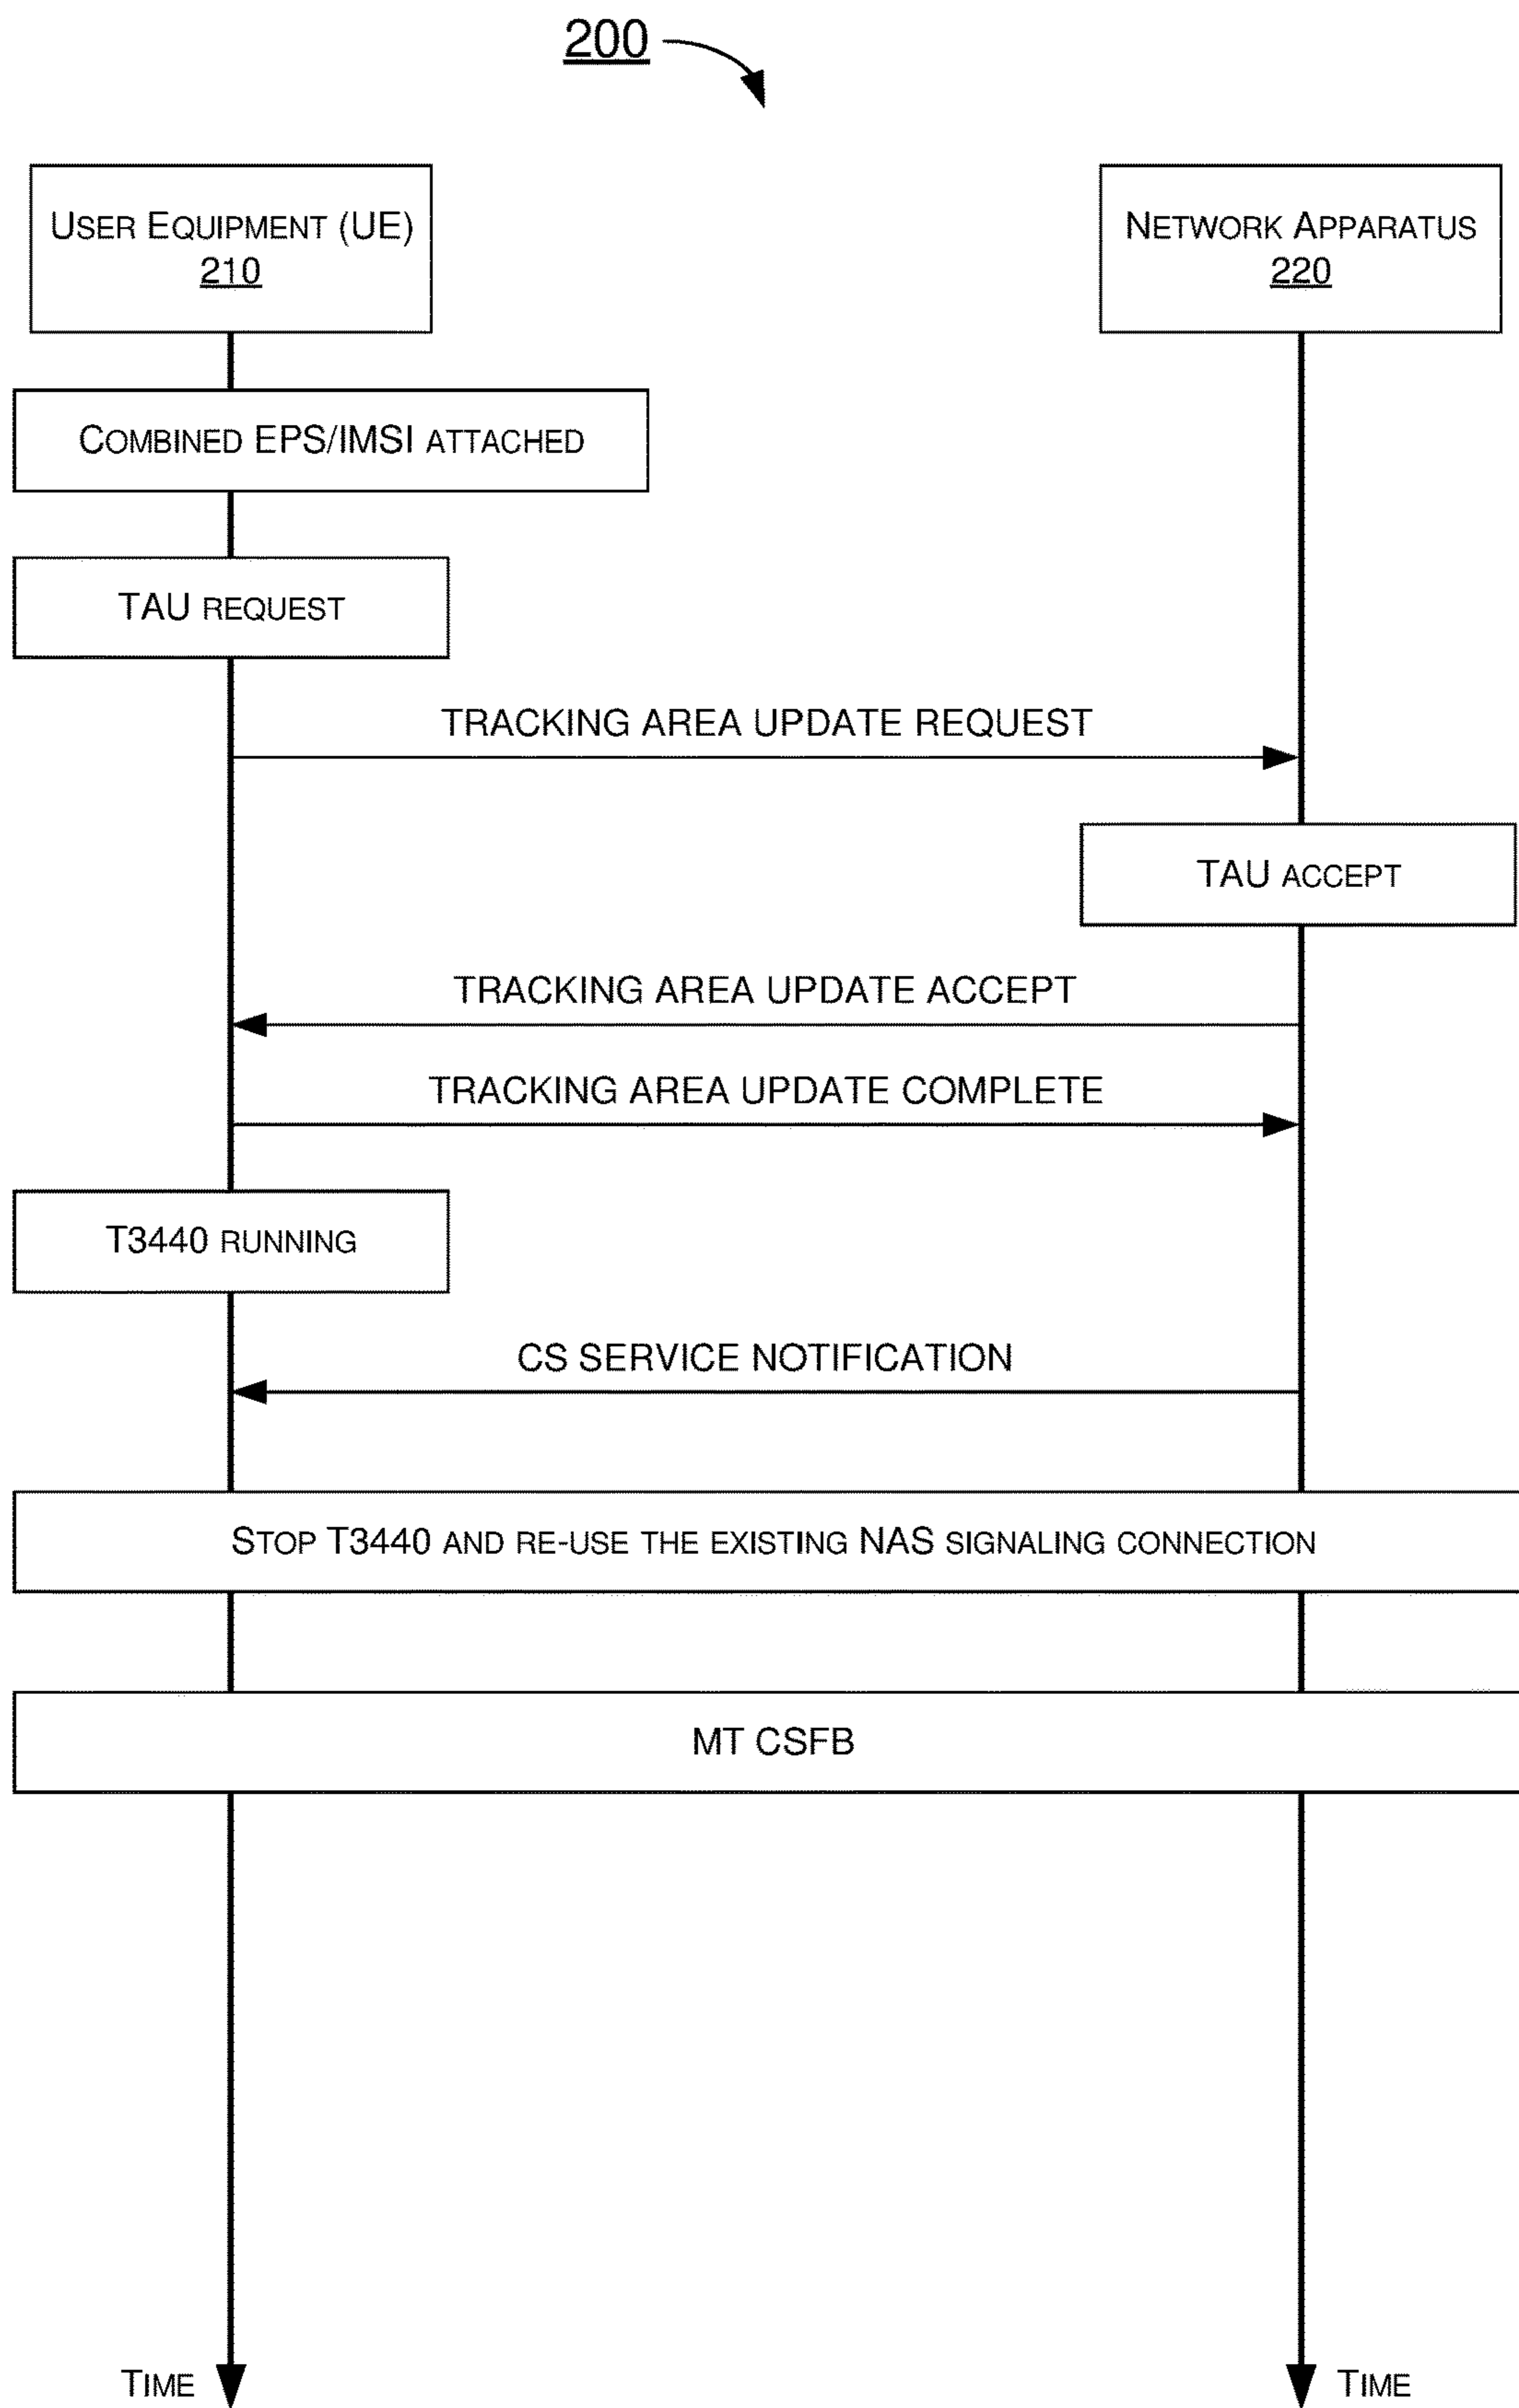 200
USER EQUIPMENT (UE)
210
NETWORK APPARATUS
220
COMBINED EPS/IMSI ATTACHED
TAU REQUEST
TRACKING AREA UPDATE REQUEST
TAU ACCEPT
TRACKING AREA UPDATE ACCEPT
TRACKING AREA UPDATE COMPLETE
T3440 RUNNING
CS SERVICE NOTIFICATION
STOP T3440 AND RE-USE THE EXISTING NAS SIGNALING CONNECTION
MT CSFB
TIME
TIME